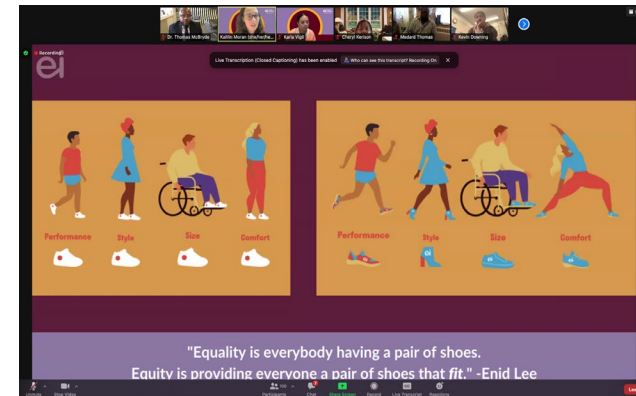 Dr. Thomas McBryde
Kaitlin Moran (she/her/he...
Karla Vigil
Cheryl Kerison
Medard Thomas
Kevin Downing
Recording
ei
Live Transcription (Closed Captioning) has been enabled
Who can see this transcript? Recording On
Performance
Style
Size
Comfort
Performance
Style
Size
Comfort
"Equality is everybody having a pair of shoes.
Equity is providing everyone a pair of shoes that fit." -Enid Lee
Unmute
Stop Video
Participants
Chat
Share Screen
Record
Live Transcript
Reactions